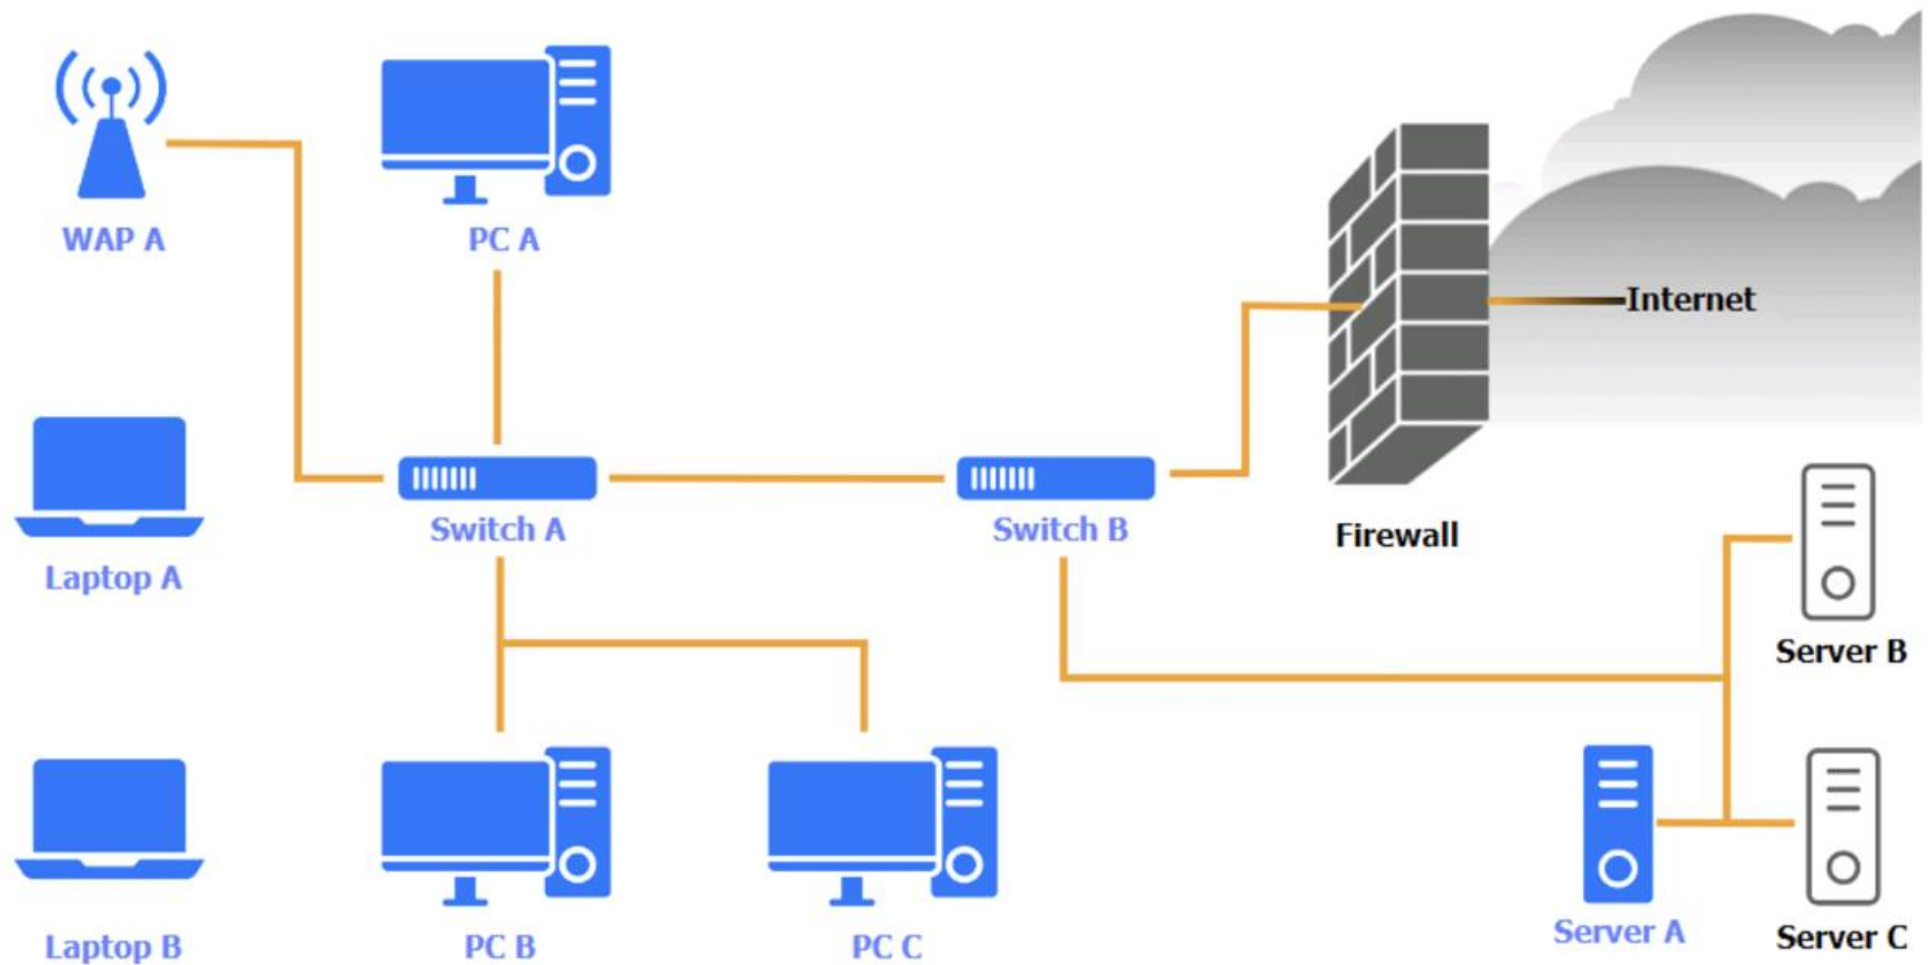 WAP A
PC A
Internet
Laptop A
Switch A
Switch B
Firewall
Server B
Laptop B
PC B
PC C
Server A
Server C